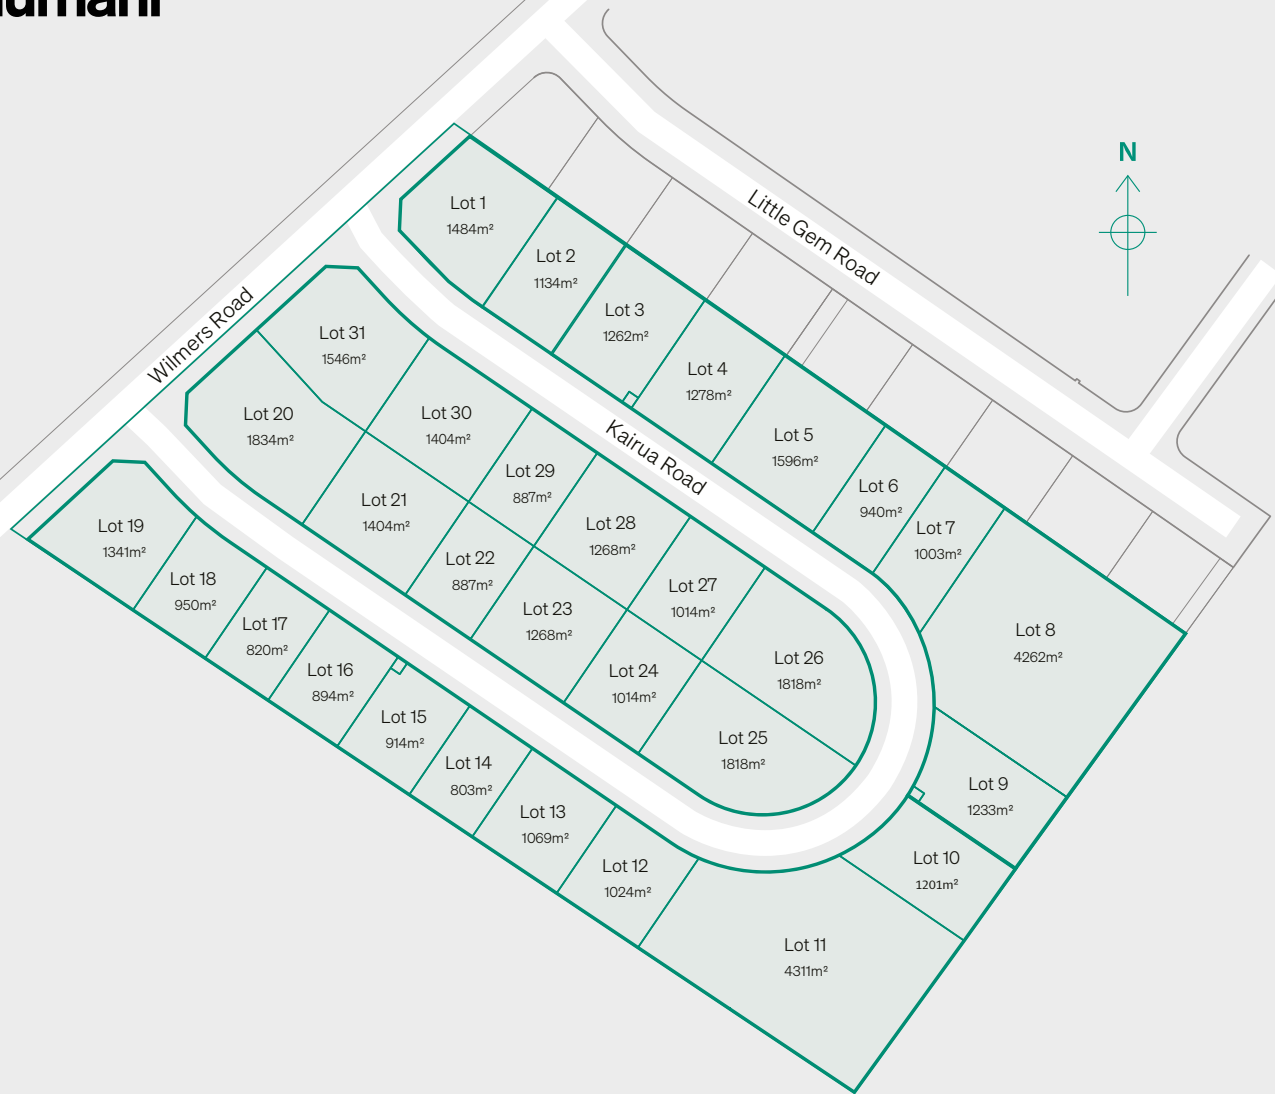 N
Little Gem Road
Wilmers Road
Kairua Road
Lot 1
1484m²
Lot 2
1134m²
Lot 3
1262m²
Lot 4
1278m²
Lot 5
1596m²
Lot 6
940m²
Lot 7
1003m²
Lot 8
4262m²
Lot 9
1233m²
Lot 10
1201m²
Lot 11
4311m²
Lot 12
1024m²
Lot 13
1069m²
Lot 14
803m²
Lot 15
914m²
Lot 16
894m²
Lot 17
820m²
Lot 18
950m²
Lot 19
1341m²
Lot 20
1834m²
Lot 21
1404m²
Lot 22
887m²
Lot 23
1268m²
Lot 24
1014m²
Lot 25
1818m²
Lot 26
1818m²
Lot 27
1014m²
Lot 28
1268m²
Lot 29
887m²
Lot 30
1404m²
Lot 31
1546m²